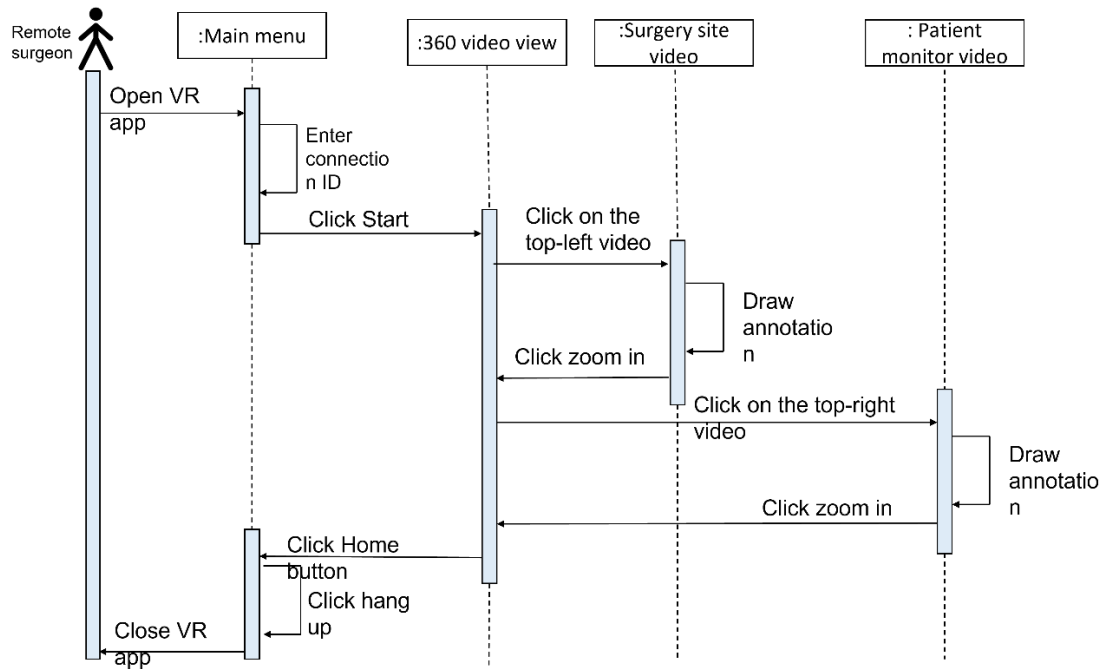 Remote
surgeon
:Main menu
:360 video view
:Surgery site
video
: Patient
monitor video
Open VR
app
Enter
connectio
n ID
Click Start
Click on the
top-left video
Draw
annotatio
n
Click zoom in
Click on the top-right
video
Draw
annotatio
n
Click zoom in
Click Home
button
Click hang
up
Close VR
app